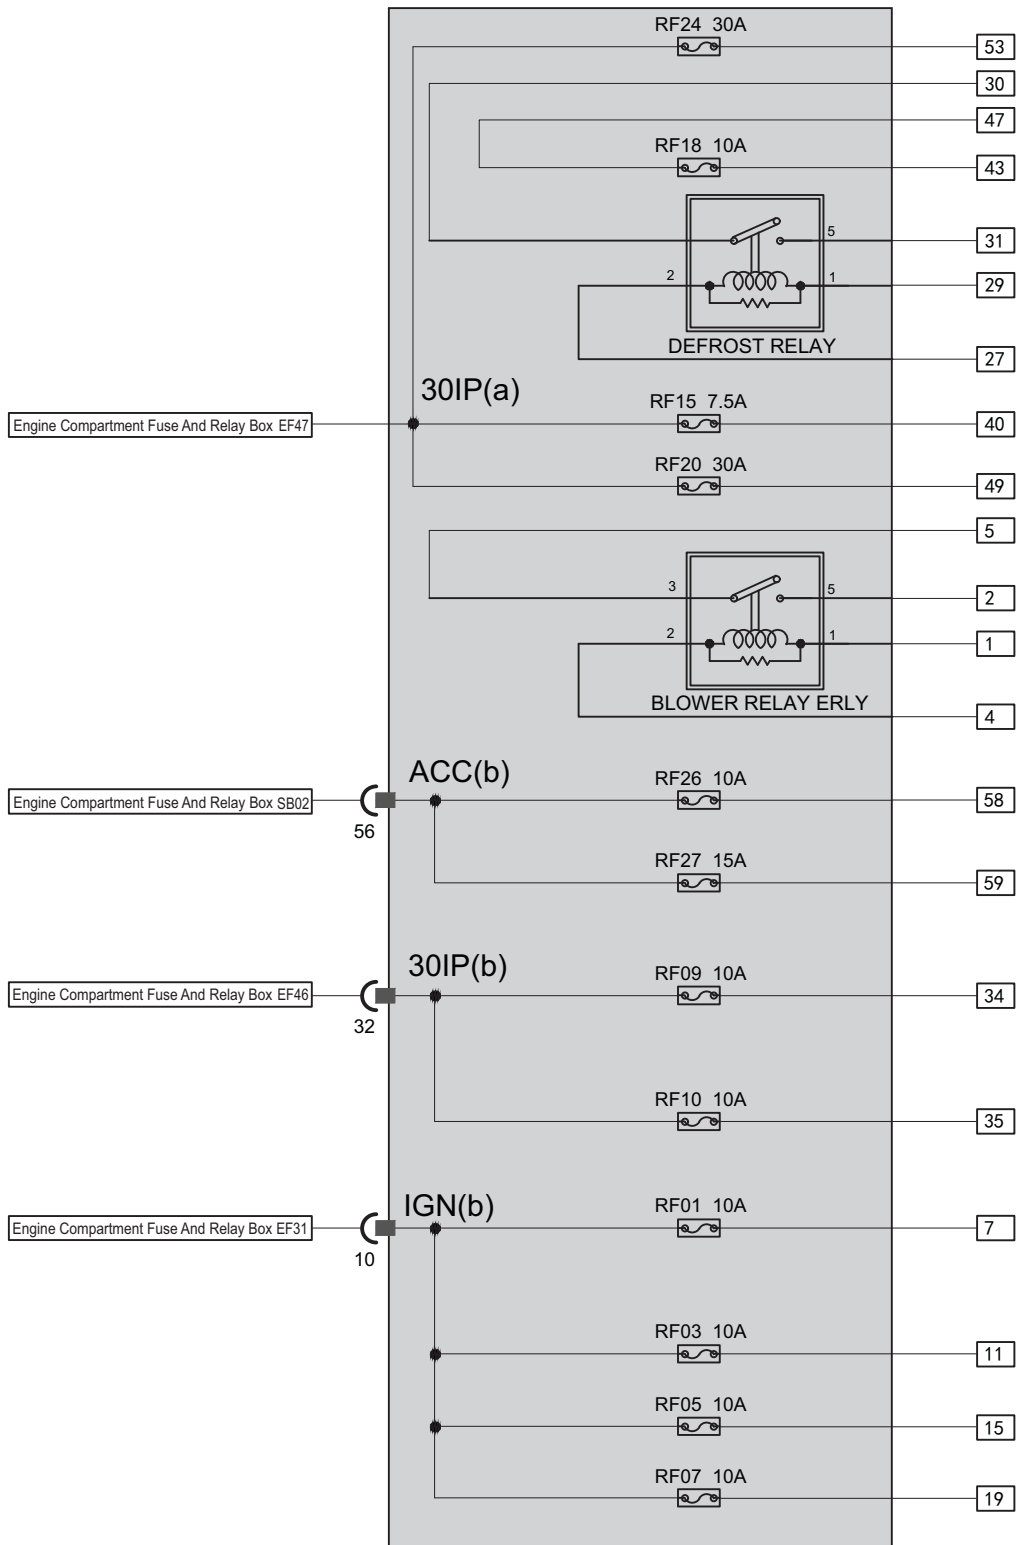 RF24 30A
53
30
47
RF18 10A
43
5
31
2
1
29
DEFROST RELAY
27
30IP(a)
RF15 7.5A
Engine Compartment Fuse And Relay Box EF47
40
RF20 30A
49
5
3
5
2
2
1
1
BLOWER RELAY ERLY
4
ACC(b)
RF26 10A
Engine Compartment Fuse And Relay Box SB02
58
56
RF27 15A
59
30IP(b)
RF09 10A
Engine Compartment Fuse And Relay Box EF46
34
32
RF10 10A
35
IGN(b)
RF01 10A
Engine Compartment Fuse And Relay Box EF31
7
10
RF03 10A
11
RF05 10A
15
RF07 10A
19